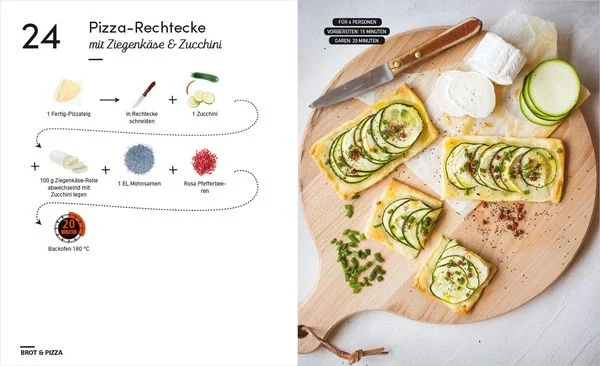 24
Pizza-Rechtecke
mit Ziegenkäse & Zucchini
1 Fertig-Pizzateig
in Rechtecke
schneiden
+
1 Zucchini
+
100 g Ziegenkäse-Rolle
abwechselnd mit
Zucchini legen
+
1 EL Mohnsamen
+
Rosa Pfefferbee-
ren
20
MINUTEN
Backofen 180 °C
BROT & PIZZA
FÜR 4 PERSONEN
VORBEREITEN: 15 MINUTEN
GAREN: 20 MINUTEN